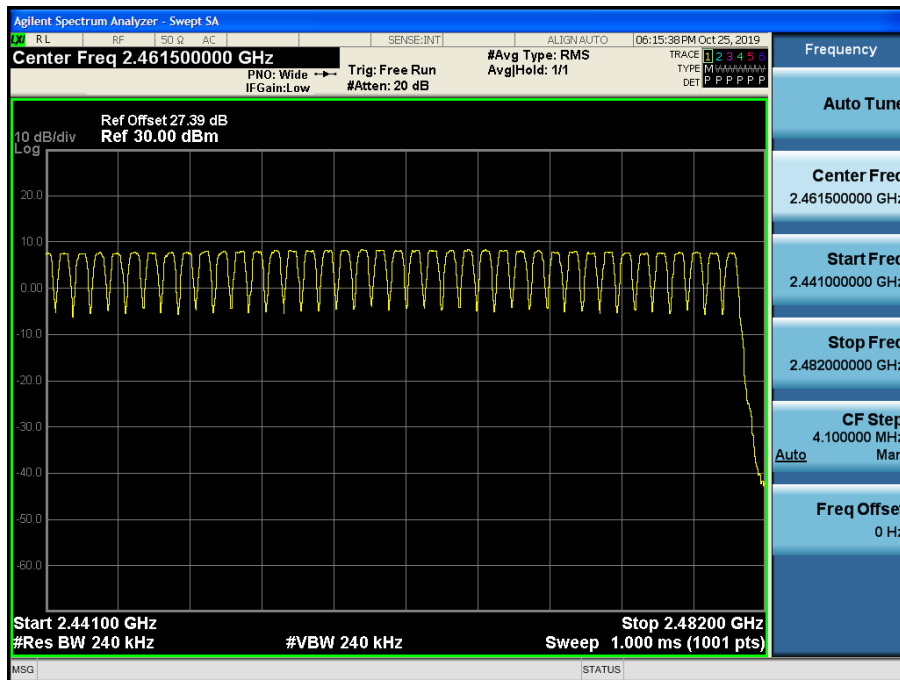 Agilent Spectrum Analyzer - Swept SA
LXI RL RF 50 Ω AC SENSE:INT ALIGN AUTO 06:15:38 PM Oct 25, 2019
Center Freq 2.461500000 GHz
PNO: Wide
IFGain:Low
Trig: Free Run
#Atten: 20 dB
#Avg Type: RMS
Avg|Hold: 1/1
TRACE 1 2 3 4 5 6
TYPE M
DET P P P P P P
Ref Offset 27.39 dB
10 dB/div Ref 30.00 dBm
Log
20.0
10.0
0.00
-10.0
-20.0
-30.0
-40.0
-50.0
-60.0
Start 2.44100 GHz Stop 2.48200 GHz
#Res BW 240 kHz #VBW 240 kHz Sweep 1.000 ms (1001 pts)
MSG STATUS
Frequency
Auto Tune
Center Freq
2.461500000 GHz
Start Freq
2.441000000 GHz
Stop Freq
2.482000000 GHz
CF Step
4.100000 MHz
Auto Man
Freq Offset
0 Hz